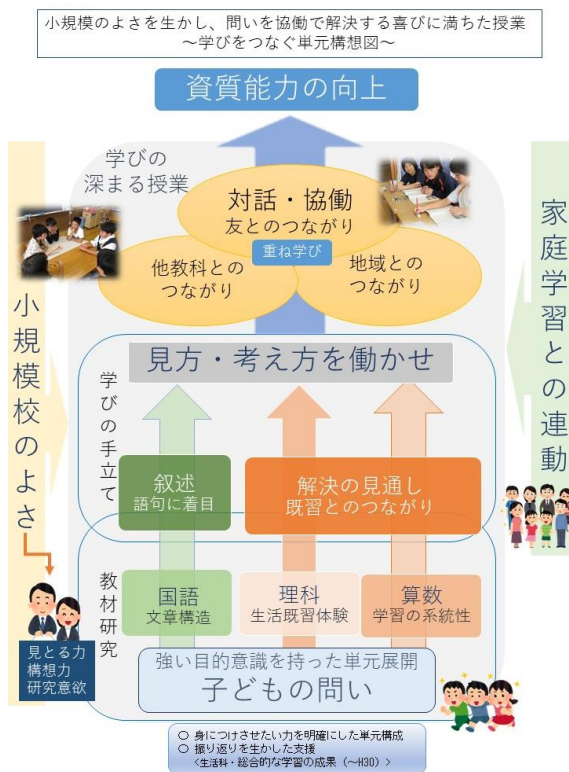 小規模のよさを生かし、問いを協働で解決する喜びに満ちた授業
~学びをつなぐ単元構想図~
資質能力の向上
学びの
深まる授業
対話・協働
友とのつながり
重ね学び
他教科との
つながり
地域との
つながり
小規模校のよさ
家庭学習との連動
見方・考え方を働かせ
学びの手立て
叙述
語句に着目
解決の見通し
既習とのつながり
教材研究
国語
文章構造
理科
生活既習体験
算数
学習の系統性
見とる力
構想力
研究意欲
強い目的意識を持った単元展開
子どもの問い
○ 身につけさせたい力を明確にした単元構成
○ 振り返りを生かした支援
<生活科・総合的な学習の成果(~H30)>